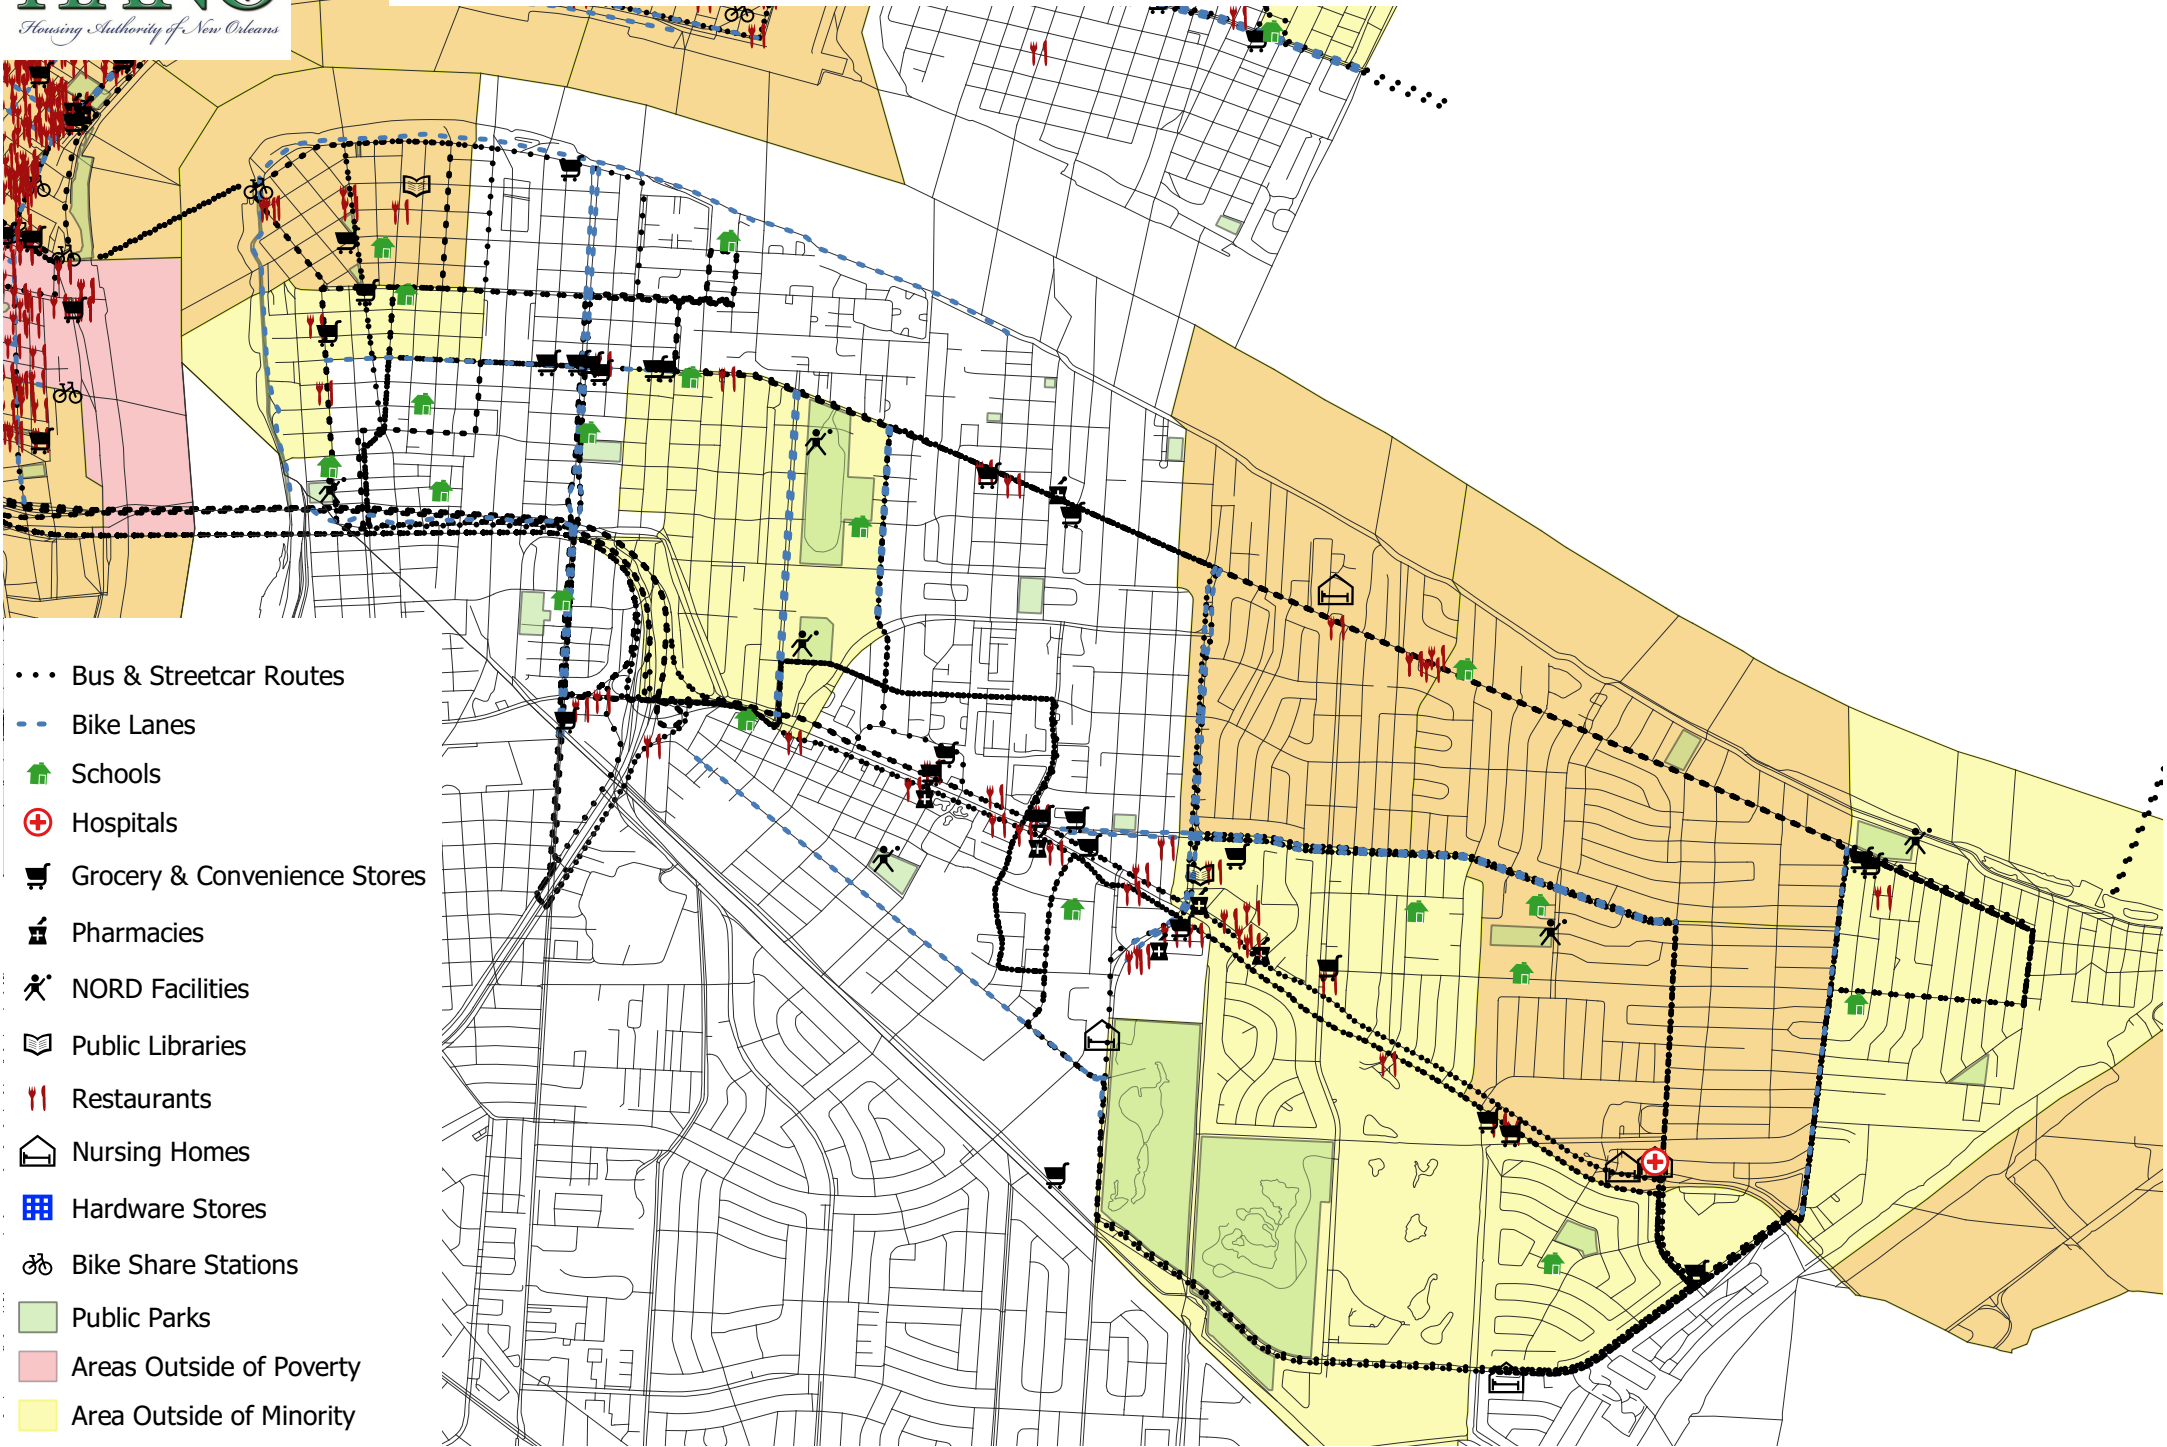 Housing Authority of New Orleans
Bus & Streetcar Routes
Bike Lanes
Schools
Hospitals
Grocery & Convenience Stores
Pharmacies
NORD Facilities
Public Libraries
Restaurants
Nursing Homes
Hardware Stores
Bike Share Stations
Public Parks
Areas Outside of Poverty
Area Outside of Minority